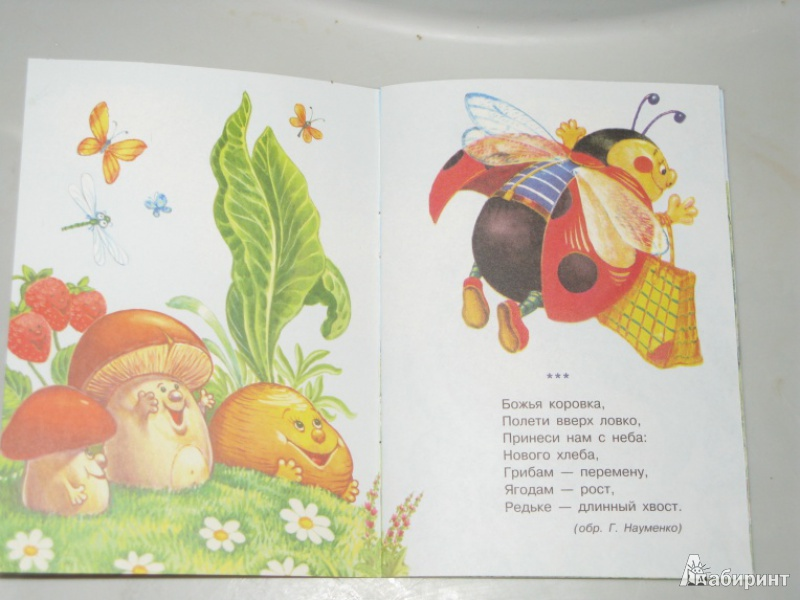 ***
Божья коровка,
Полети вверх ловко,
Принеси нам с неба:
Нового хлеба,
Грибам — перемену,
Ягодам — рост,
Редьке — длинный хвост.
(обр. Г. Науменко)
Лабиринт